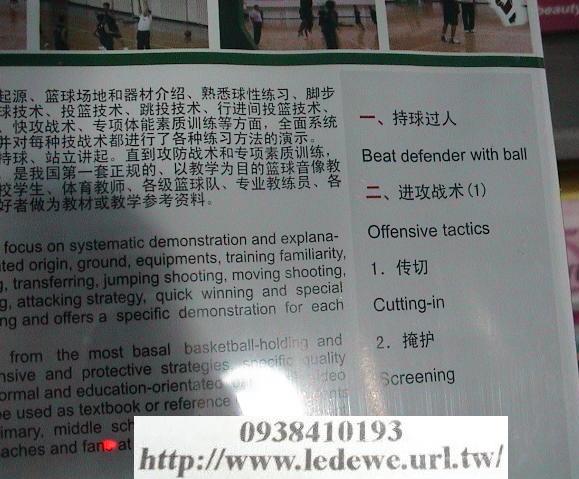 起源、篮球场地和器材介绍、熟悉球性练习、脚步
球技术、投篮技术、跳投技术、行进间投篮技术、
、快攻战术、专项体能素质训练等方面，全面系统
并对每种技战术都进行了各种练习方法的演示。
持球、站立讲起。直到攻防战术和专项素质训练，
，是我国第一套正规的、以教学为目的篮球音像教
校学生、体育教师、各级篮球队、专业教练员、各
好者做为教材或教学参考资料。
focus on systematic demonstration and explana-
ated origin, ground, equipments, training familiarity,
g, transferring, jumping shooting, moving shooting,
g, attacking strategy, quick winning and special
ing and offers a specific demonstration for each
from the most basal basketball-holding and
nsive and protective strategies, specific quality
ormal and education-orientated
e used as textbook or reference
imary, middle
aches and fans at
一、持球过人
Beat defender with ball
二、进攻战术(1)
Offensive tactics
1. 传切
Cutting-in
2. 掩护
Screening
beauty
0938410193
http://www.ledewe.url.tw/